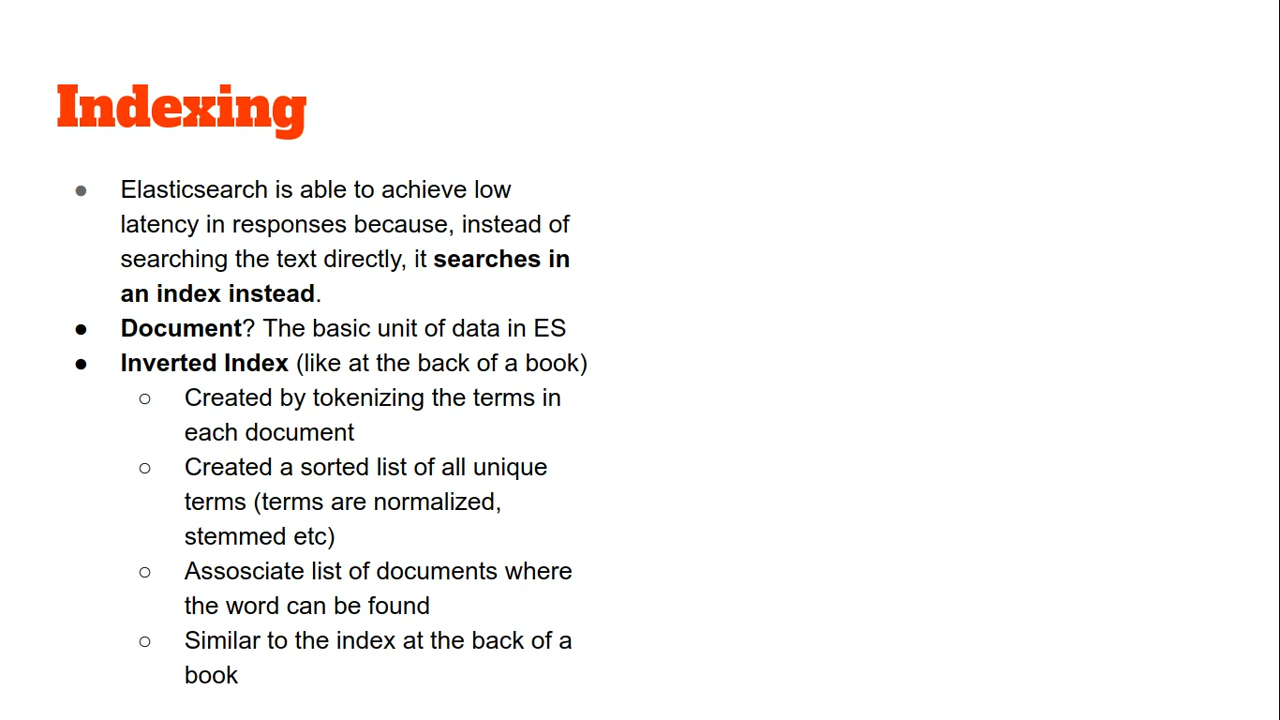 Indexing
● Elasticsearch is able to achieve low
latency in responses because, instead of
searching the text directly, it searches in
an index instead.
● Document? The basic unit of data in ES
● Inverted Index (like at the back of a book)
○ Created by tokenizing the terms in
each document
○ Created a sorted list of all unique
terms (terms are normalized,
stemmed etc)
○ Assosciate list of documents where
the word can be found
○ Similar to the index at the back of a
book